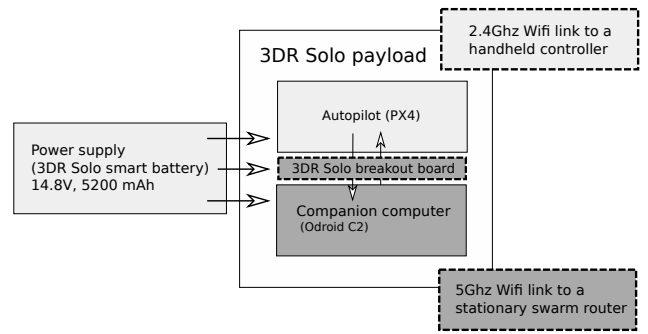 2.4Ghz Wifi link to a
handheld controller
3DR Solo payload
Autopilot (PX4)
Power supply
(3DR Solo smart battery)
14.8V, 5200 mAh
3DR Solo breakout board
Companion computer
(Odroid C2)
5Ghz Wifi link to a
stationary swarm router